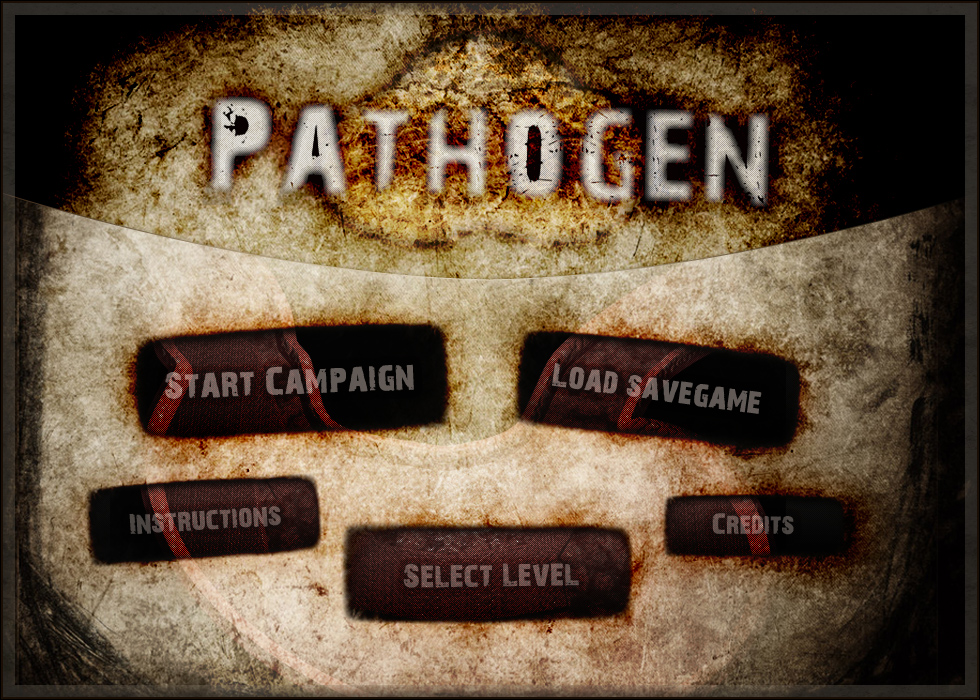 PATHOGEN
START CAMPAIGN
LOAD SAVEGAME
INSTRUCTIONS
CREDITS
SELECT LEVEL